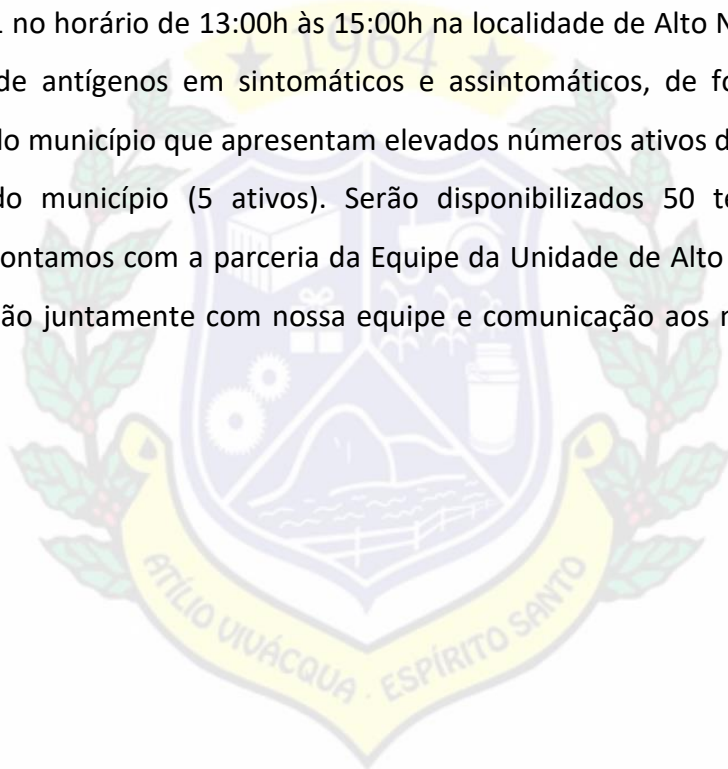 no horário de 13:00h às 15:00h na localidade de Alto
1964
de antígenos em sintomáticos e assintomáticos, de
do município que apresentam elevados números ativos
do município (5 ativos). Serão disponibilizados 50
contamos com a parceria da Equipe da Unidade de Alto
juntamente com nossa equipe e comunicação aos
ATÍLIO VIVÁCQUA - ESPÍRITO SANTO